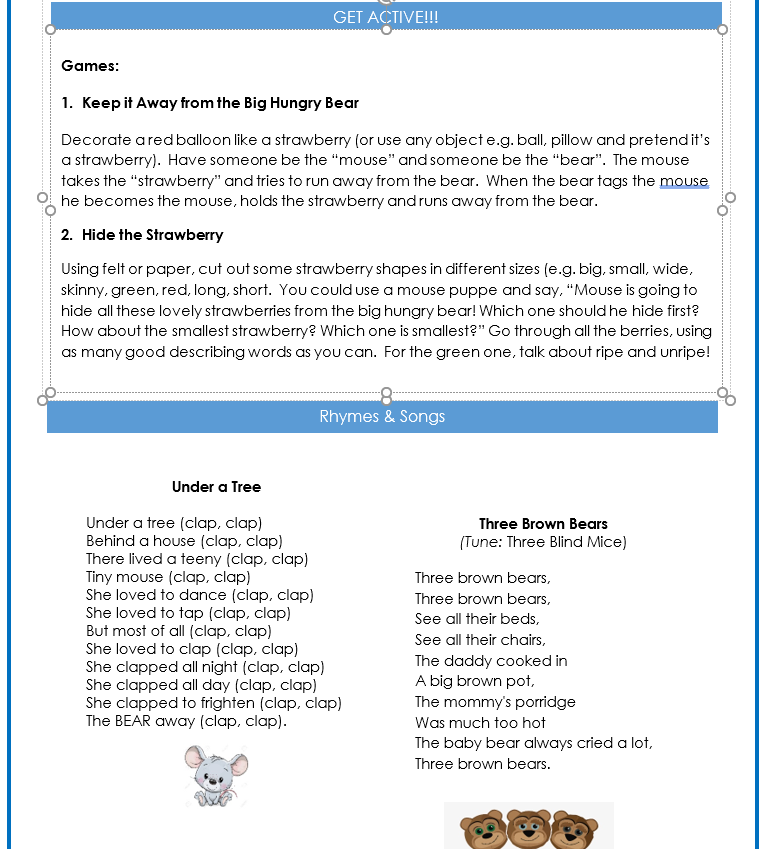 GET ACTIVE!!!
Games:
1. Keep it Away from the Big Hungry Bear
Decorate a red balloon like a strawberry (or use any object e.g. ball, pillow and pretend it's
a strawberry). Have someone be the “mouse” and someone be the “bear”. The mouse
takes the “strawberry” and tries to run away from the bear. When the bear tags the mouse
he becomes the mouse, holds the strawberry and runs away from the bear.
2. Hide the Strawberry
Using felt or paper, cut out some strawberry shapes in different sizes (e.g. big, small, wide,
skinny, green, red, long, short. You could use a mouse puppe and say, “Mouse is going to
hide all these lovely strawberries from the big hungry bear! Which one should he hide first?
How about the smallest strawberry? Which one is smallest?” Go through all the berries, using
as many good describing words as you can. For the green one, talk about ripe and unripe!
Rhymes & Songs
Under a Tree
Under a tree (clap, clap)
Behind a house (clap, clap)
There lived a teeny (clap, clap)
Tiny mouse (clap, clap)
She loved to dance (clap, clap)
She loved to tap (clap, clap)
But most of all (clap, clap)
She loved to clap (clap, clap)
She clapped all night (clap, clap)
She clapped all day (clap, clap)
She clapped to frighten (clap, clap)
The BEAR away (clap, clap).
Three Brown Bears
(Tune: Three Blind Mice)
Three brown bears,
Three brown bears,
See all their beds,
See all their chairs,
The daddy cooked in
A big brown pot,
The mommy's porridge
Was much too hot
The baby bear always cried a lot,
Three brown bears.